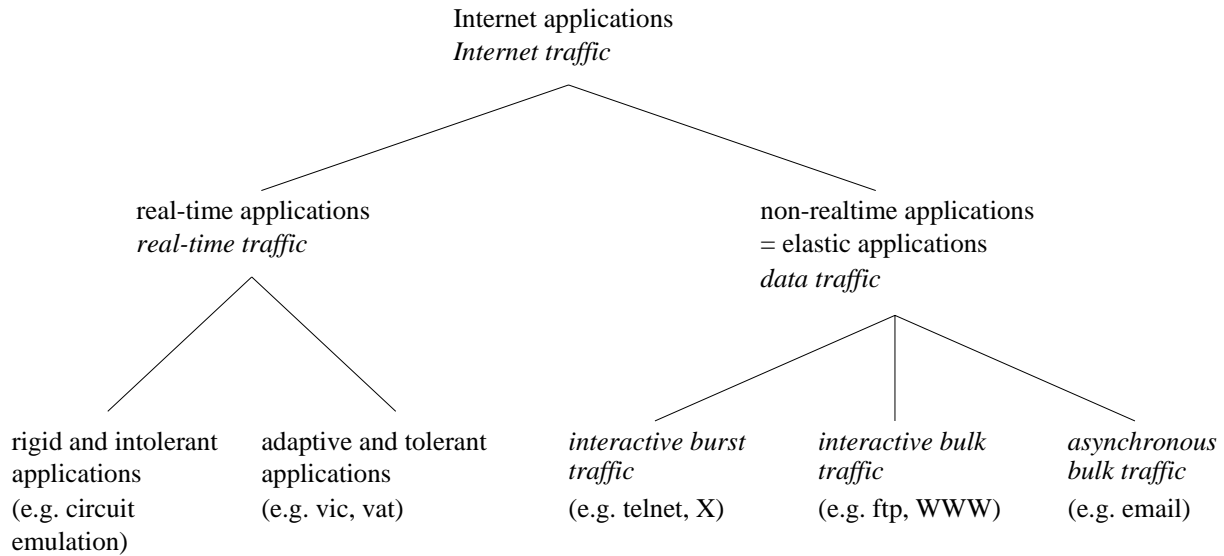 Internet applications
Internet traffic
real-time applications
real-time traffic
non-realtime applications
= elastic applications
data traffic
rigid and intolerant
applications
(e.g. circuit
emulation)
adaptive and tolerant
applications
(e.g. vic, vat)
interactive burst
traffic
(e.g. telnet, X)
interactive bulk
traffic
(e.g. ftp, WWW)
asynchronous
bulk traffic
(e.g. email)